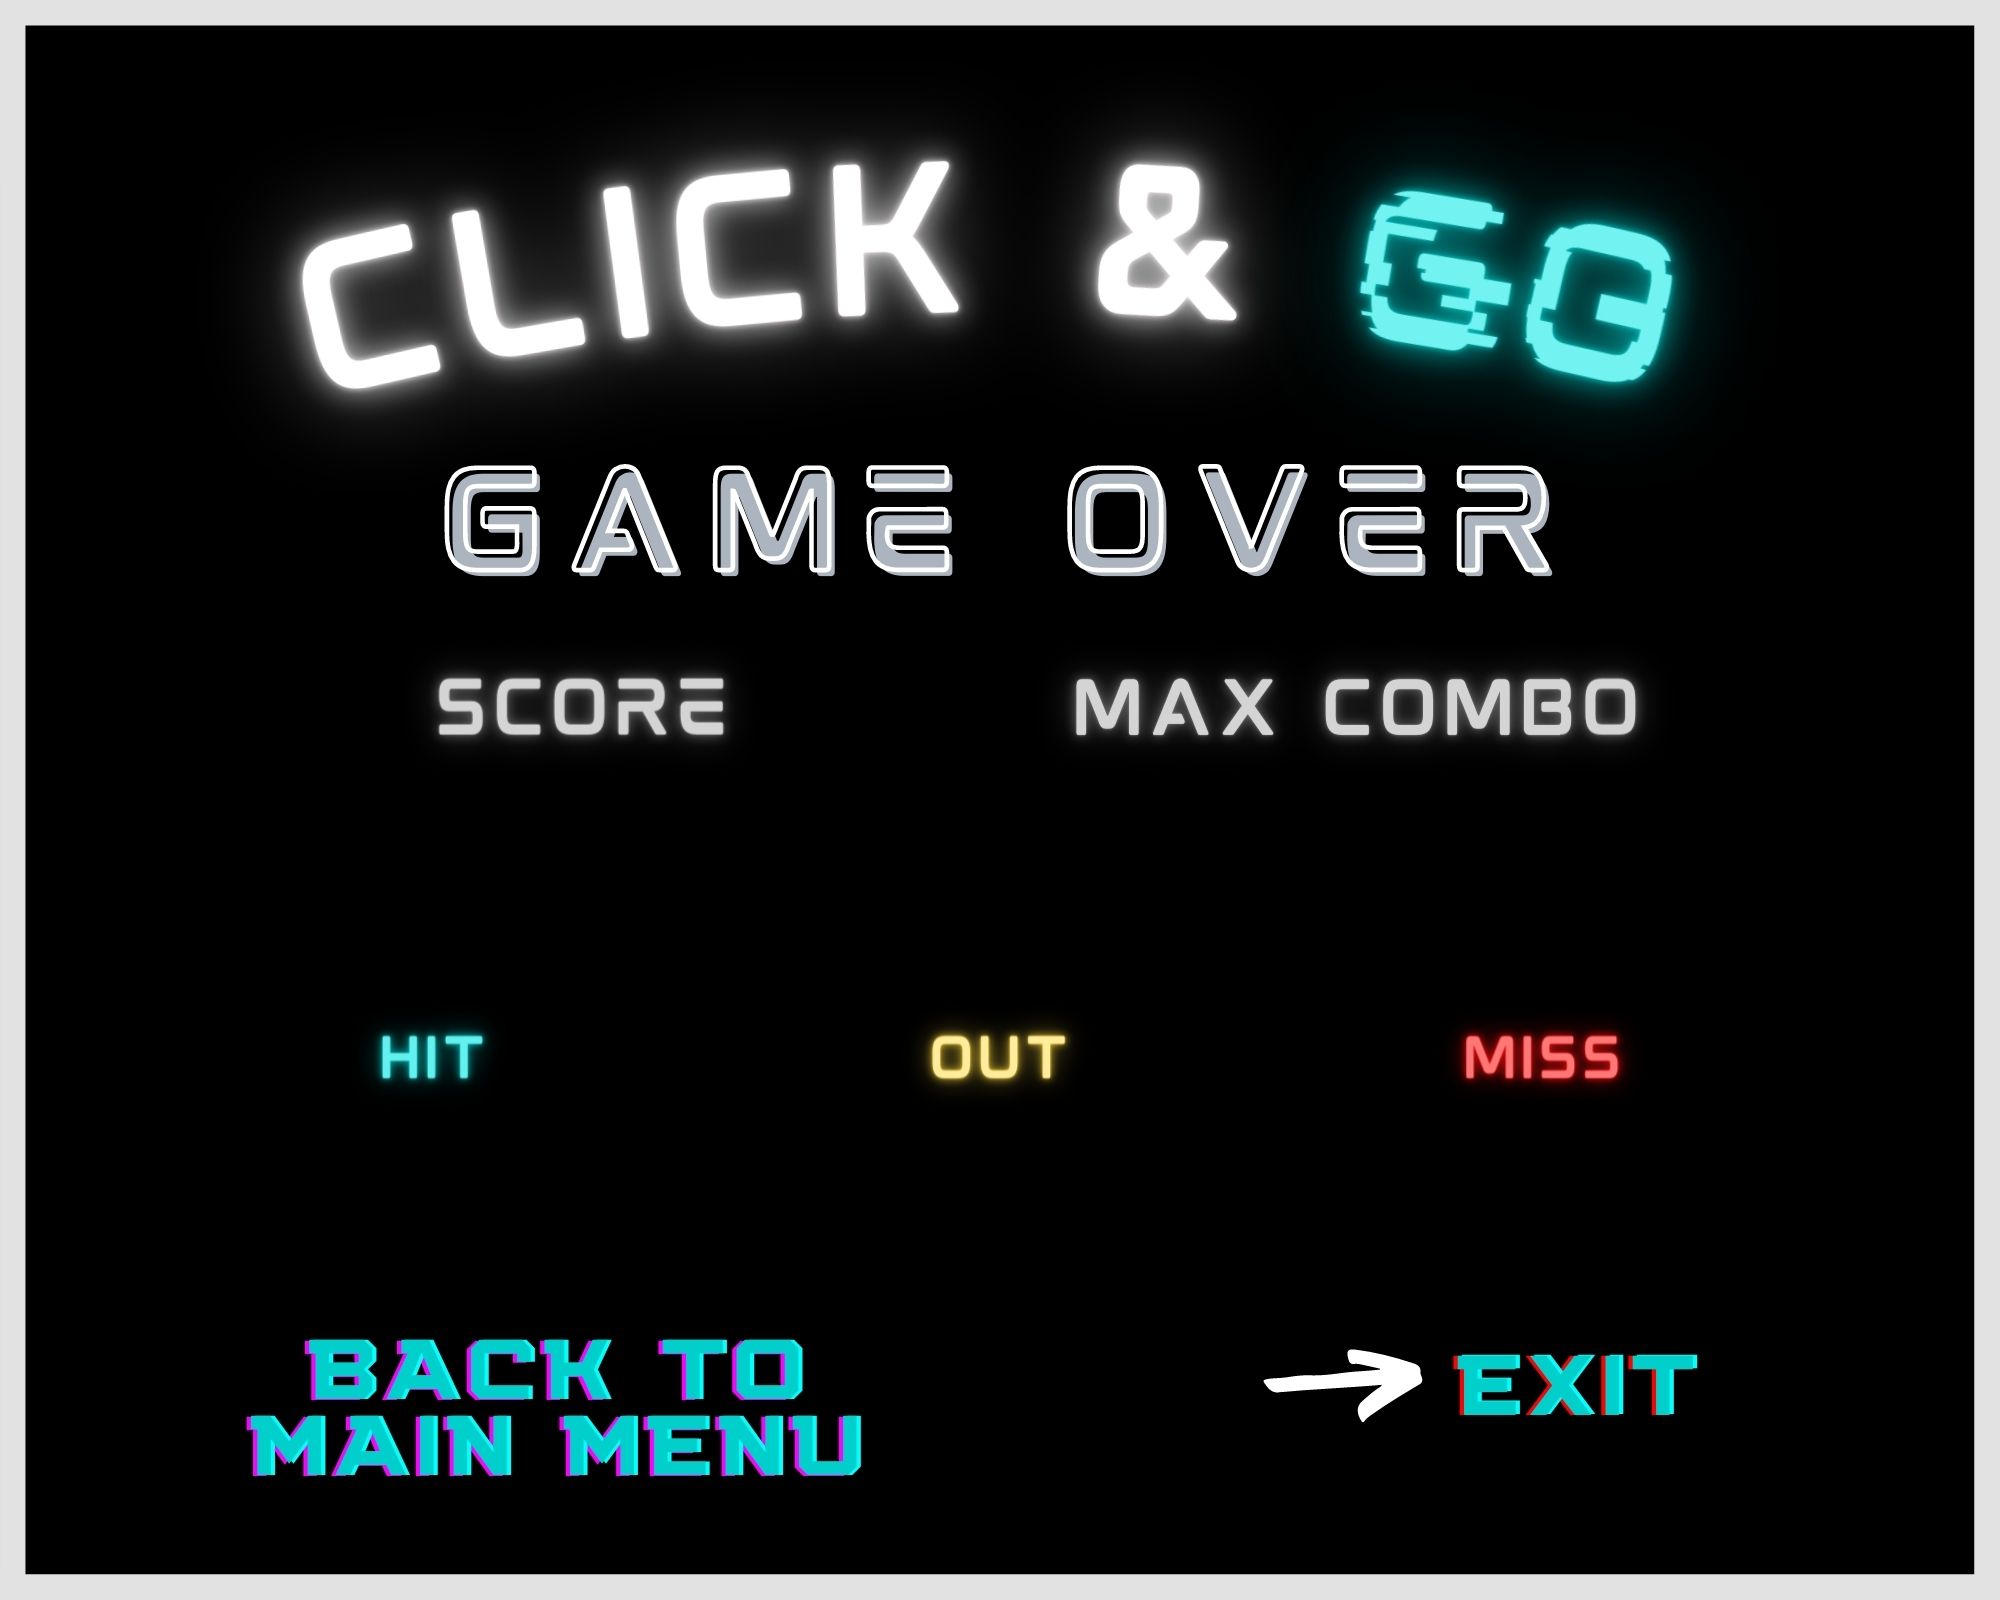 CLICK & GO
GAME OVER
SCORE
MAX COMBO
HIT
OUT
MISS
BACK TO
MAIN MENU
EXIT